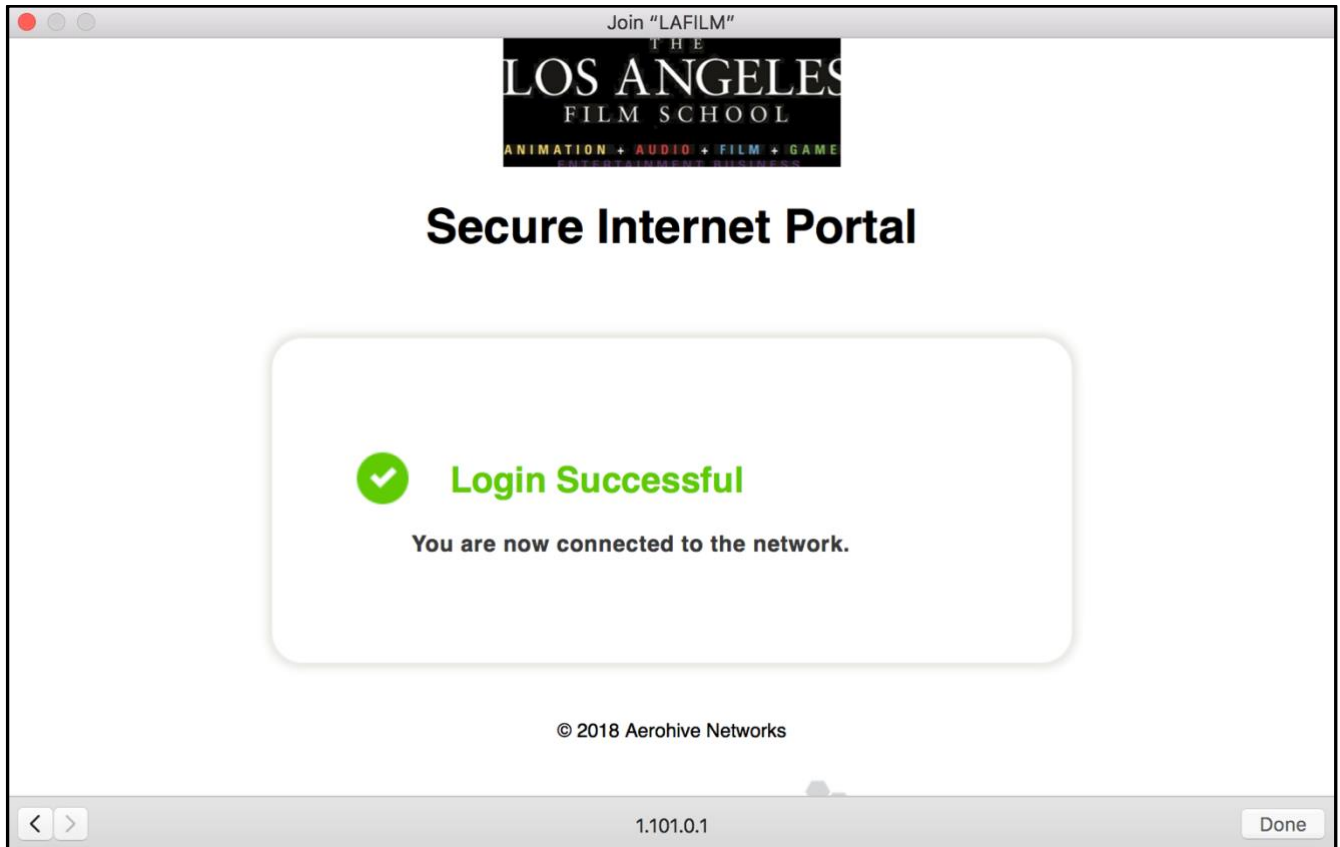 Join “LAFILM”
THE
LOS ANGELES
FILM SCHOOL
ANIMATION + AUDIO + FILM + GAME
ENTERTAINMENT BUSINESS
Secure Internet Portal
Login Successful
You are now connected to the network.
© 2018 Aerohive Networks
1.101.0.1
Done